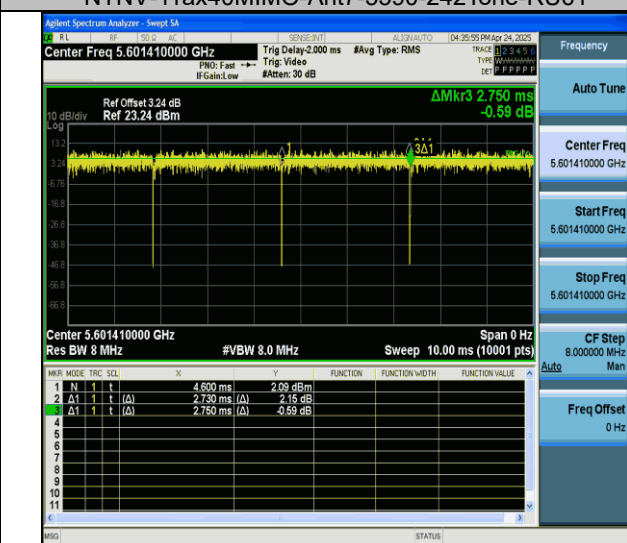 NTNV-11ax40MIMO-Ant7-5590-242Tone-RU61
Agilent Spectrum Analyzer - Swept SA
RL RF 50 Ω AC SENSE:INT ALIGN AUTO 04:35:55 PM Apr 24, 2025
Center Freq 5.601410000 GHz
PNO: Fast
IFGain:Low
Trig Delay-2.000 ms
Trig: Video
#Atten: 30 dB
#Avg Type: RMS
TRACE 1 2 3 4 5 6
TYPE
DET P P P P P P
ΔMkr3 2.750 ms
-0.59 dB
Ref Offset 3.24 dB
10 dB/div Ref 23.24 dBm
Log
13.2
3.24
-6.76
-16.8
-26.8
-36.8
-46.8
-56.8
-66.8
1
3Δ1
Center 5.601410000 GHz Span 0 Hz
Res BW 8 MHz #VBW 8.0 MHz Sweep 10.00 ms (10001 pts)
MKR MODE TRC SCL X Y FUNCTION FUNCTION WIDTH FUNCTION VALUE
1 N 1 t 4.600 ms 2.09 dBm
2 Δ1 1 t (Δ) 2.730 ms (Δ) 2.15 dB
3 Δ1 1 t (Δ) 2.750 ms (Δ) -0.59 dB
4
5
6
7
8
9
10
11
MSG STATUS
Frequency
Auto Tune
Center Freq
5.601410000 GHz
Start Freq
5.601410000 GHz
Stop Freq
5.601410000 GHz
CF Step
8.000000 MHz
Auto Man
Freq Offset
0 Hz